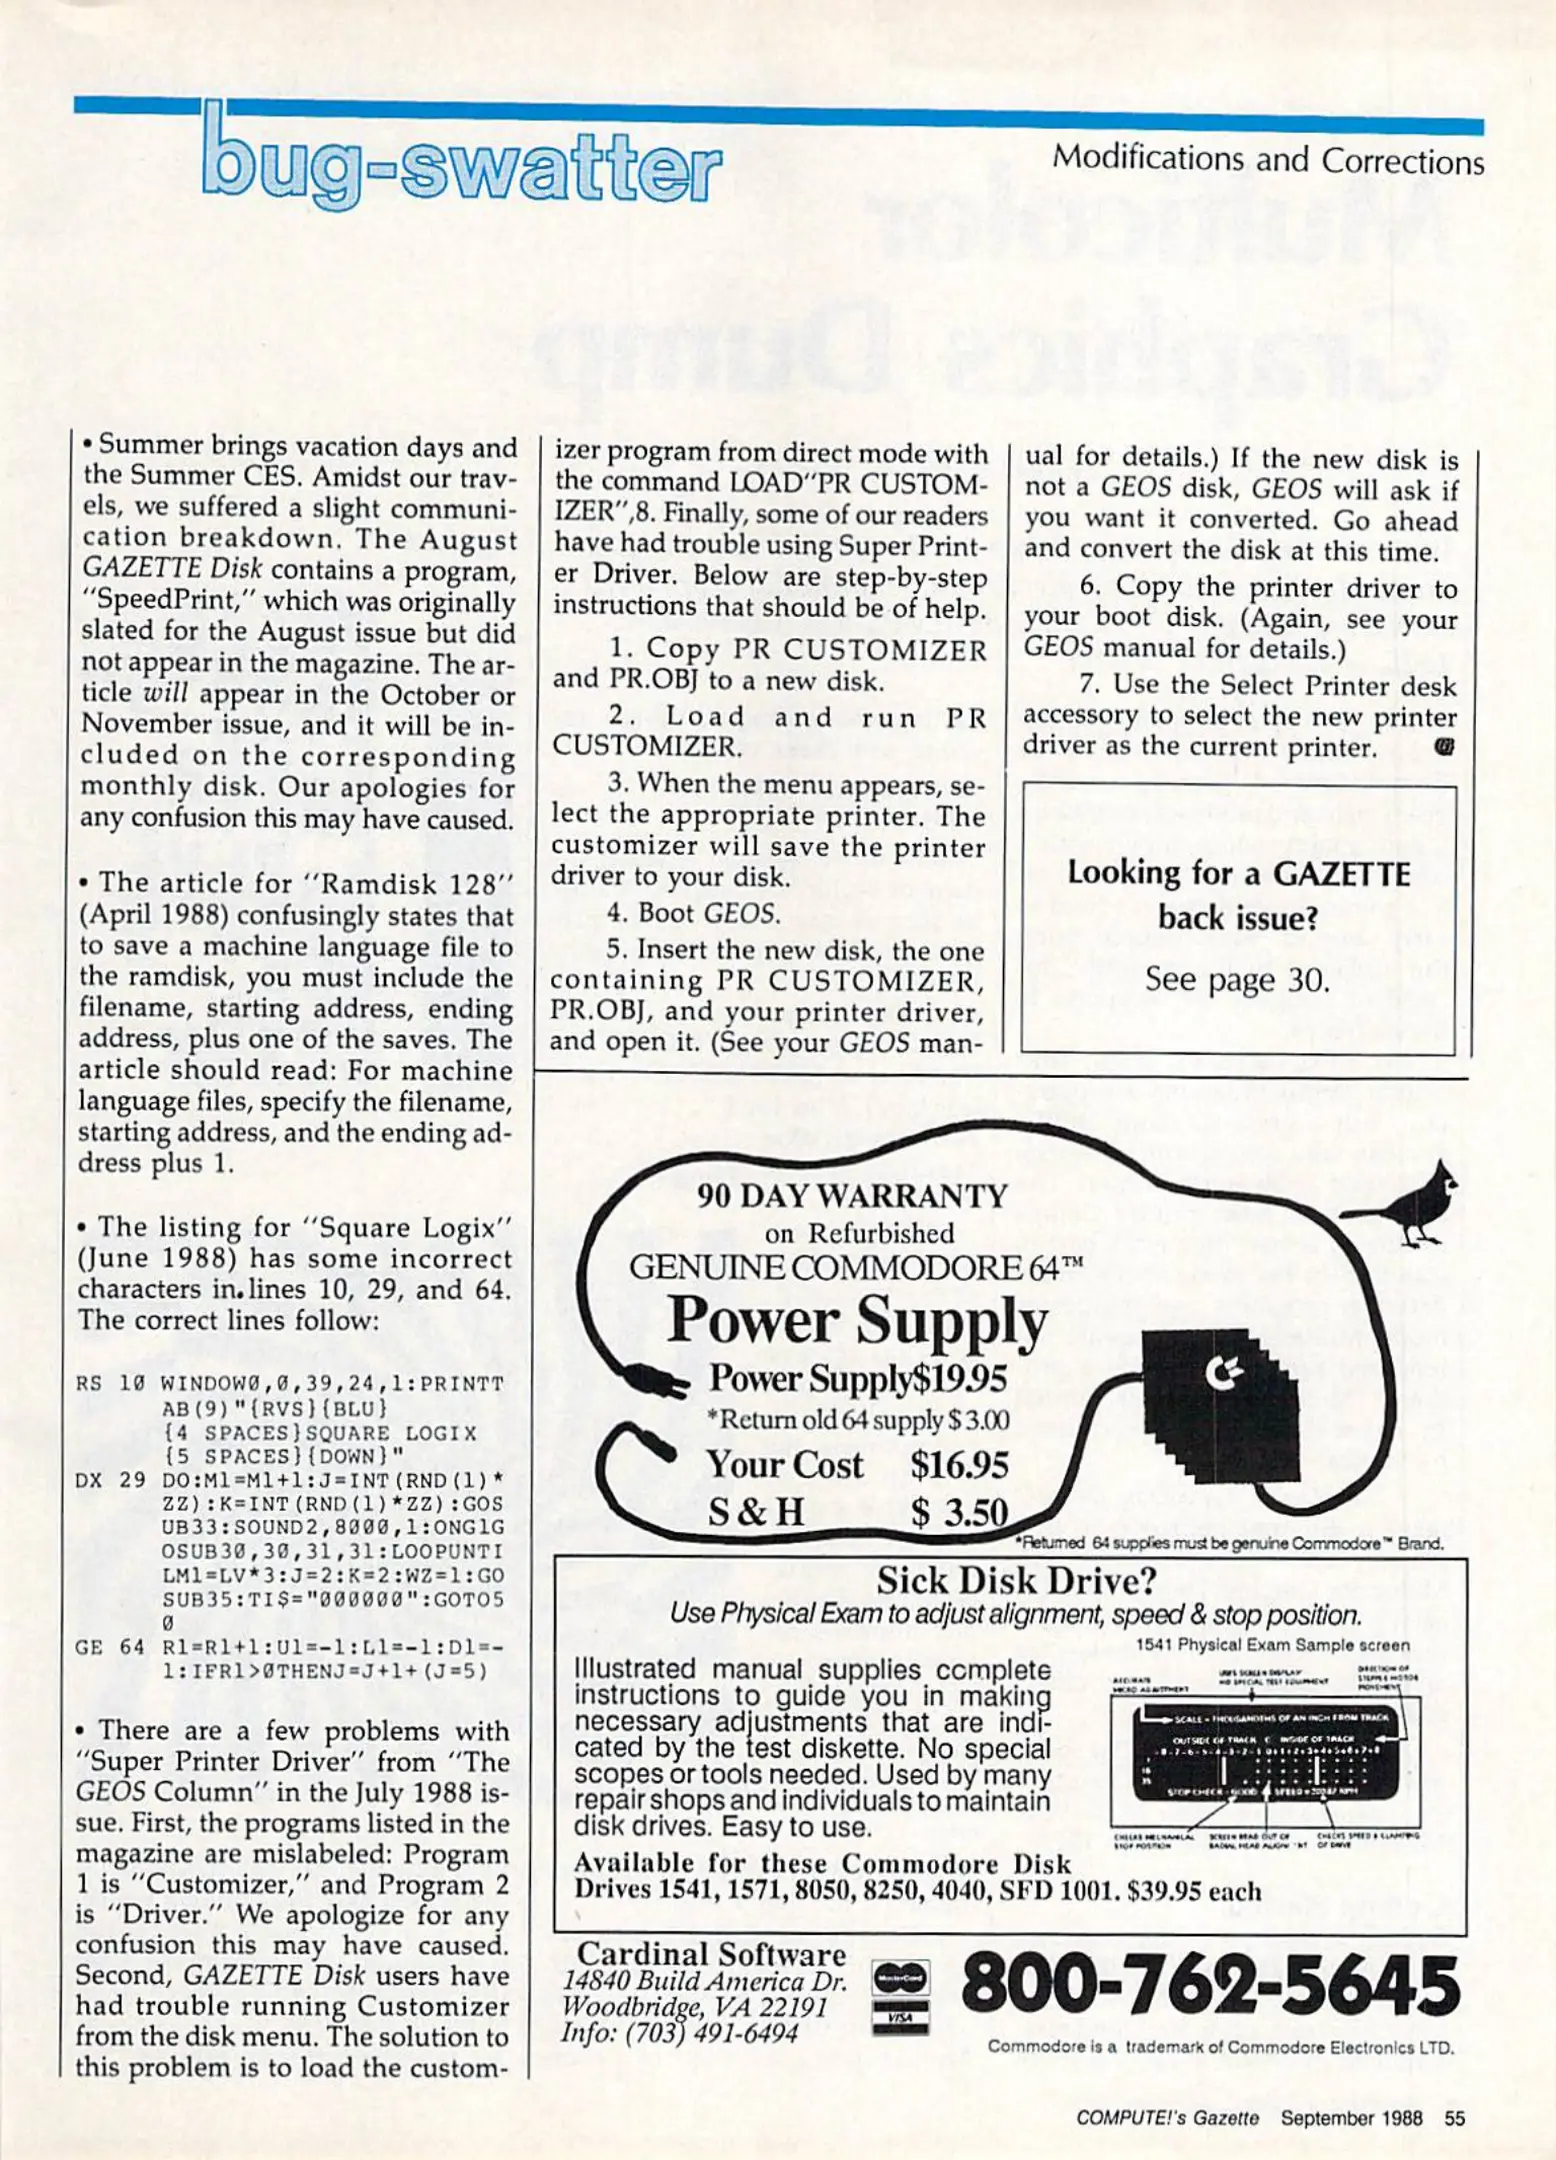 bug-swatter
Modifications and Corrections
• Summer brings vacation days and
the Summer CES. Amidst our trav-
els, we suffered a slight communi-
cation breakdown. The August
GAZETTE Disk contains a program,
"SpeedPrint," which was originally
slated for the August issue but did
not appear in the magazine. The ar-
ticle will appear in the October or
November issue, and it will be in-
cluded on the corresponding
monthly disk. Our apologies for
any confusion this may have caused.
• The article for "Ramdisk 128"
(April 1988) confusingly states that
to save a machine language file to
the ramdisk, you must include the
filename, starting address, ending
address, plus one of the saves. The
article should read: For machine
language files, specify the filename,
starting address, and the ending ad-
dress plus 1.
• The listing for "Square Logix"
(June 1988) has some incorrect
characters in lines 10, 29, and 64.
The correct lines follow:
RS 10 WINDOW0,0,39,24,1:PRINTT
AB(9)"{RVS}{BLU}
{4 SPACES}SQUARE LOGIX
{5 SPACES}{DOWN}"
DX 29 DO:M1=M1+1:J=INT(RND(1)*
ZZ):K=INT(RND(1)*ZZ):GOS
UB33:SOUND2,8000,1:ONG1G
OSUB30,30,31,31:LOOPUNTI
LM1=LV*3:J=2:K=2:WZ=1:GO
SUB35:TI$="000000":GOTO5
0
GE 64 R1=R1+1:U1=-1:L1=-1:D1=-
1:IFR1>0THENJ=J+1+(J=5)
• There are a few problems with
"Super Printer Driver" from "The
GEOS Column" in the July 1988 is-
sue. First, the programs listed in the
magazine are mislabeled: Program
1 is "Customizer," and Program 2
is "Driver." We apologize for any
confusion this may have caused.
Second, GAZETTE Disk users have
had trouble running Customizer
from the disk menu. The solution to
this problem is to load the custom-
izer program from direct mode with
the command LOAD"PR CUSTOM-
IZER",8. Finally, some of our readers
have had trouble using Super Print-
er Driver. Below are step-by-step
instructions that should be of help.
1. Copy PR CUSTOMIZER
and PR.OBJ to a new disk.
2. Load and run PR
CUSTOMIZER.
3. When the menu appears, se-
lect the appropriate printer. The
customizer will save the printer
driver to your disk.
4. Boot GEOS.
5. Insert the new disk, the one
containing PR CUSTOMIZER,
PR.OBJ, and your printer driver,
and open it. (See your GEOS man-
ual for details.) If the new disk is
not a GEOS disk, GEOS will ask if
you want it converted. Go ahead
and convert the disk at this time.
6. Copy the printer driver to
your boot disk. (Again, see your
GEOS manual for details.)
7. Use the Select Printer desk
accessory to select the new printer
driver as the current printer.
Looking for a GAZETTE
back issue?
See page 30.
90 DAY WARRANTY
on Refurbished
GENUINE COMMODORE 64™
Power Supply
Power Supply $19.95
*Return old 64 supply $ 3.00
Your Cost $16.95
S & H $ 3.50
*Returned 64 supplies must be genuine Commodore™ Brand.
Sick Disk Drive?
Use Physical Exam to adjust alignment, speed & stop position.
1541 Physical Exam Sample screen
Illustrated manual supplies complete
instructions to guide you in making
necessary adjustments that are indi-
cated by the test diskette. No special
scopes or tools needed. Used by many
repair shops and individuals to maintain
disk drives. Easy to use.
SCALE = THOUSANDTHS OF AN INCH FROM TRACK
OUTSIDE OF TRACK C INSIDE OF TRACK
Available for these Commodore Disk
Drives 1541, 1571, 8050, 8250, 4040, SFD 1001. $39.95 each
Cardinal Software
14840 Build America Dr.
Woodbridge, VA 22191
Info: (703) 491-6494
MasterCard
VISA
800-762-5645
Commodore is a trademark of Commodore Electronics LTD.
COMPUTE!'s Gazette September 1988 55